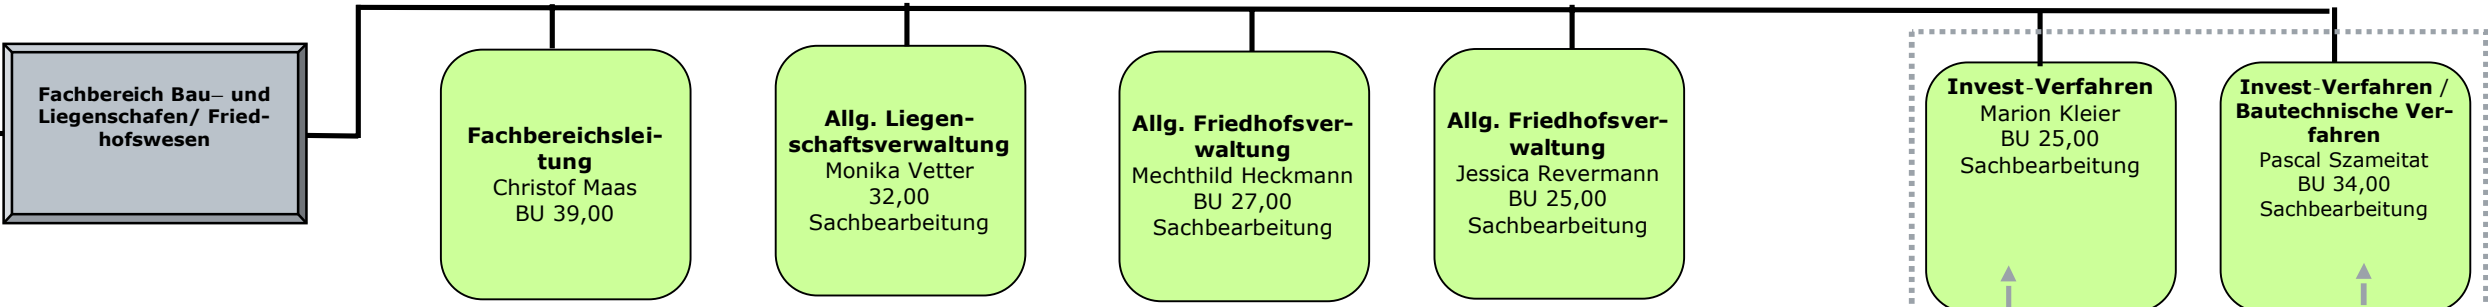 Fachbereich Bau– und
Liegenschafen/ Fried-
hofswesen
Fachbereichslei-
tung
Christof Maas
BU 39,00
Allg. Liegen-
schaftsverwaltung
Monika Vetter
32,00
Sachbearbeitung
Allg. Friedhofsver-
waltung
Mechthild Heckmann
BU 27,00
Sachbearbeitung
Allg. Friedhofsver-
waltung
Jessica Revermann
BU 25,00
Sachbearbeitung
Invest-Verfahren
Marion Kleier
BU 25,00
Sachbearbeitung
Invest-Verfahren /
Bautechnische Ver-
fahren
Pascal Szameitat
BU 34,00
Sachbearbeitung